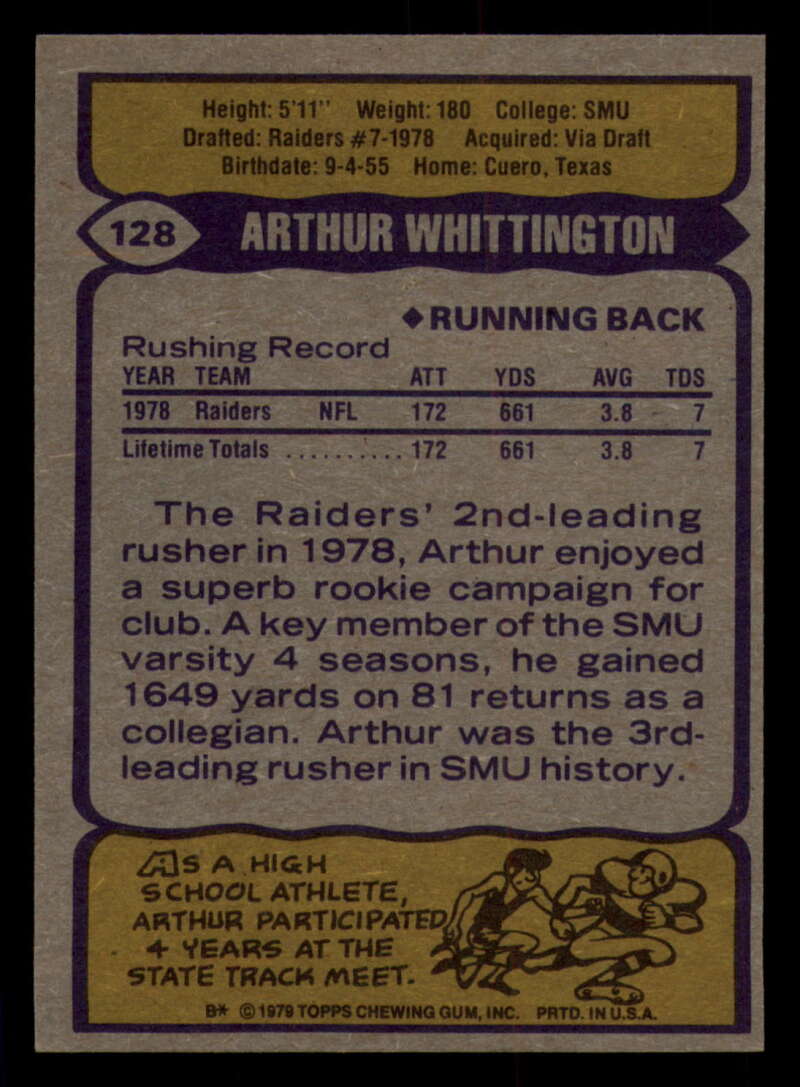 Height: 5'11" Weight: 180 College: SMU
Drafted: Raiders #7-1978 Acquired: Via Draft
Birthdate: 9-4-55 Home: Cuero, Texas
128 ARTHUR WHITTINGTON
◆RUNNING BACK
Rushing Record
YEAR TEAM ATT YDS AVG TDS
1978 Raiders NFL 172 661 3.8 7
Lifetime Totals .......... 172 661 3.8 7
The Raiders' 2nd-leading
rusher in 1978, Arthur enjoyed
a superb rookie campaign for
club. A key member of the SMU
varsity 4 seasons, he gained
1649 yards on 81 returns as a
collegian. Arthur was the 3rd-
leading rusher in SMU history.
AS A HIGH
SCHOOL ATHLETE,
ARTHUR PARTICIPATED
4 YEARS AT THE
STATE TRACK MEET.
B* © 1979 TOPPS CHEWING GUM, INC. PRTD. IN U.S.A.